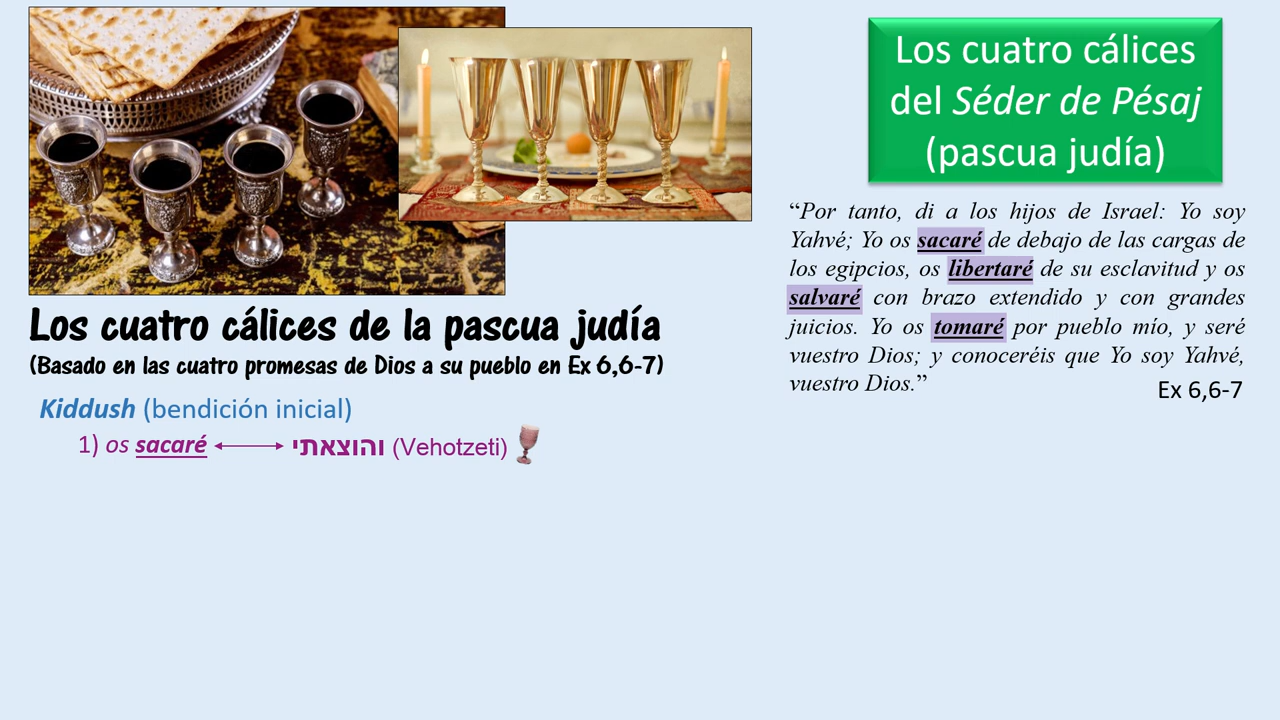 Los cuatro cálices
del Séder de Pésaj
(pascua judía)
“Por tanto, di a los hijos de Israel: Yo soy
Yahvé; Yo os sacaré de debajo de las cargas de
los egipcios, os libertaré de su esclavitud y os
salvaré con brazo extendido y con grandes
juicios. Yo os tomaré por pueblo mío, y seré
vuestro Dios; y conoceréis que Yo soy Yahvé,
vuestro Dios.”
Ex 6,6-7
Los cuatro cálices de la pascua judía
(Basado en las cuatro promesas de Dios a su pueblo en Ex 6,6-7)
Kiddush (bendición inicial)
1) os sacaré ⟷ והוצאתי (Vehotzeti)